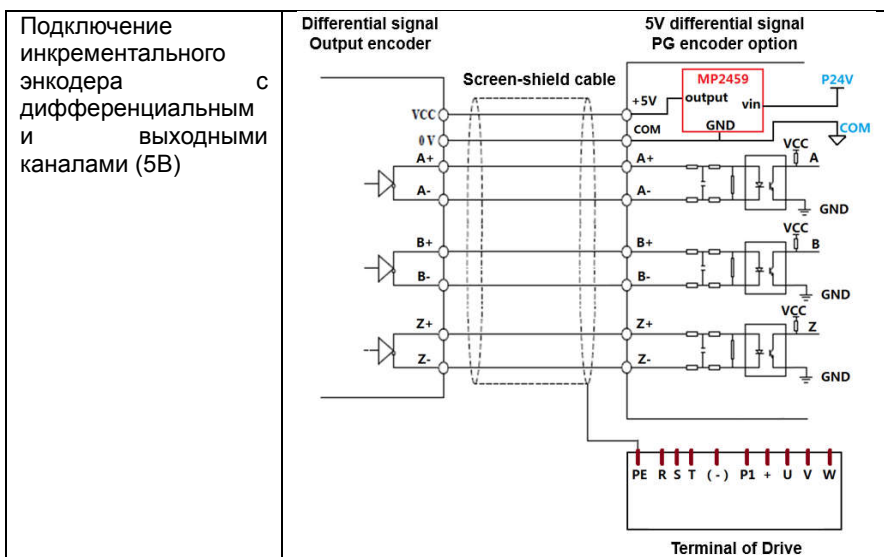 Подключение
инкрементального
энкодера с
дифференциальным
и выходными
каналами (5В)
Differential signal
Output encoder
5V differential signal
PG encoder option
Screen-shield cable
MP2459
output
vin
GND
P24V
COM
VCC
+5V
0 V
COM
A+
A+
VCC
A
A-
A-
GND
B+
B+
VCC
B
B-
B-
GND
Z+
Z+
VCC
Z
Z-
Z-
GND
PE R S T (-) P1 + U V W
Terminal of Drive